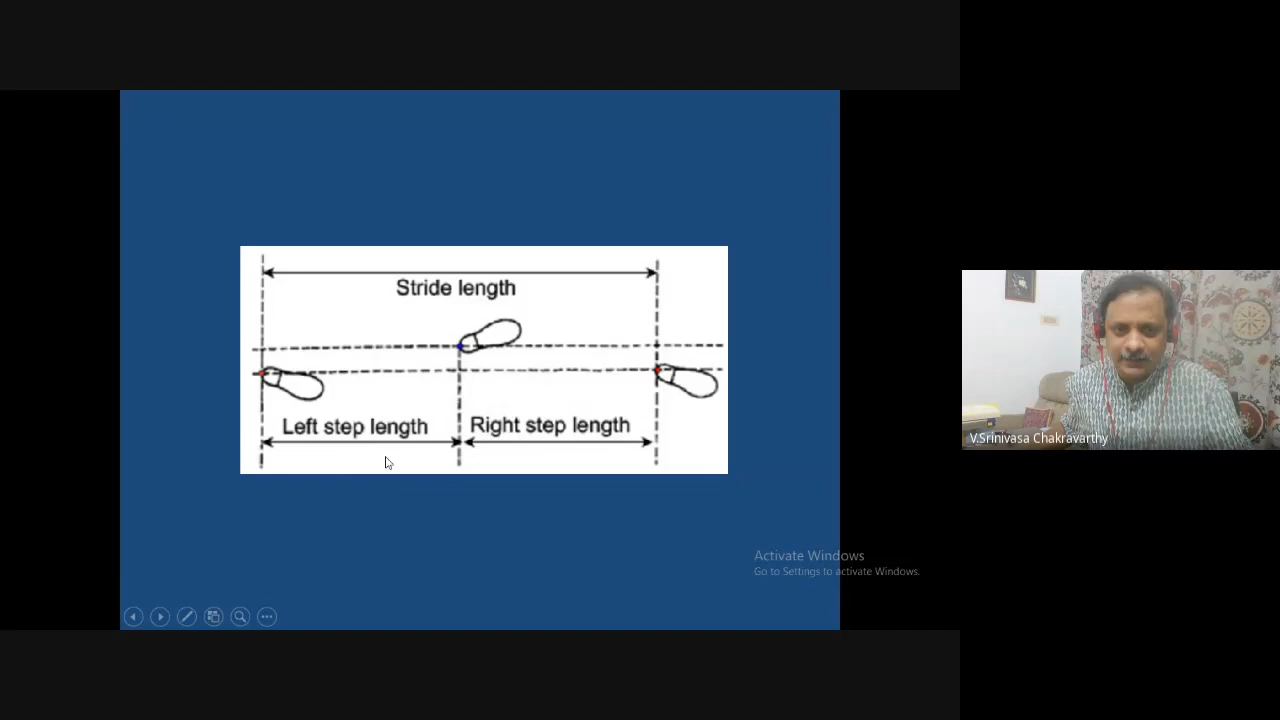 Stride length
Left step length
Right step length
V.Srinivasa Chakravarthy
Activate Windows
Go to Settings to activate Windows.